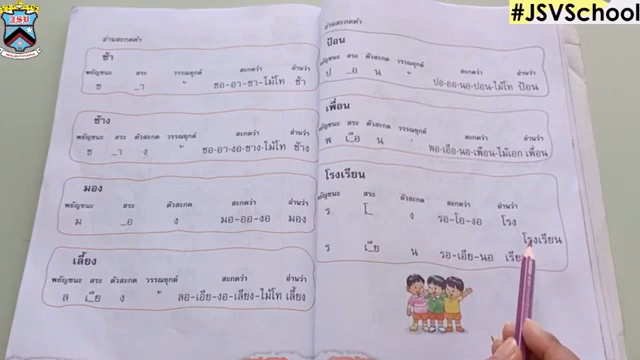 #JSVSchool
JSV
อ่านสะกดคำ
ช้า
พยัญชนะ สระ วรรณยุกต์ สะกดว่า อ่านว่า
ช -า ้ ชอ-อา-ชา-ไม้โท ช้า
ช้าง
พยัญชนะ สระ ตัวสะกด วรรณยุกต์ สะกดว่า อ่านว่า
ช -า ง ้ ชอ-อา-งอ-ชาง-ไม้โท ช้าง
มอง
พยัญชนะ สระ ตัวสะกด สะกดว่า อ่านว่า
ม -อ ง มอ-ออ-งอ มอง
เลี้ยง
พยัญชนะ สระ ตัวสะกด วรรณยุกต์ สะกดว่า อ่านว่า
ล เ-ีย ง ้ ลอ-เอีย-งอ-เลียง-ไม้โท เลี้ยง
อ่านสะกดคำ
ป้อน
พยัญชนะ สระ ตัวสะกด วรรณยุกต์ สะกดว่า อ่านว่า
ป -อ น ้ ปอ-ออ-นอ-ปอน-ไม้โท ป้อน
เพื่อน
พยัญชนะ สระ ตัวสะกด วรรณยุกต์ สะกดว่า อ่านว่า
พ เ-ือ น ่ พอ-เอือ-นอ-เพือน-ไม้เอก เพื่อน
โรงเรียน
พยัญชนะ สระ ตัวสะกด สะกดว่า อ่านว่า
ร โ- ง รอ-โอ-งอ โรง
โรงเรียน
ร เ-ีย น รอ-เอีย-นอ